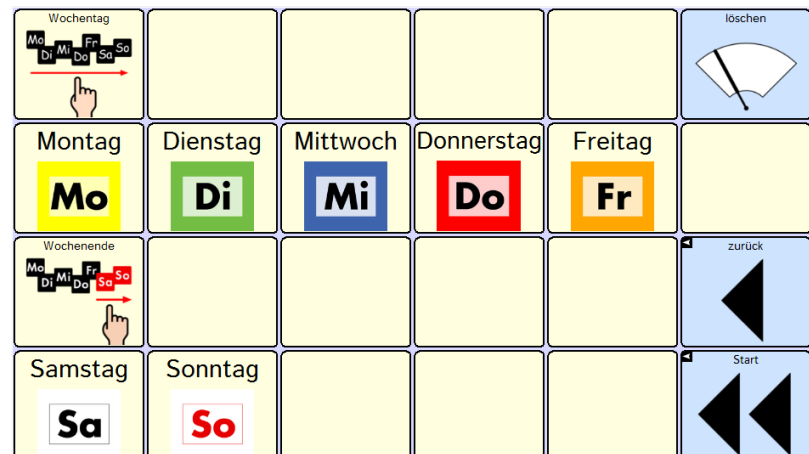 Wochentag
Mo Di Mi Do Fr Sa So
löschen
Montag Dienstag Mittwoch Donnerstag Freitag
Mo Di Mi Do Fr
Wochenende
Mo Di Mi Do Fr Sa So
zurück
Samstag Sonntag
Sa So
Start